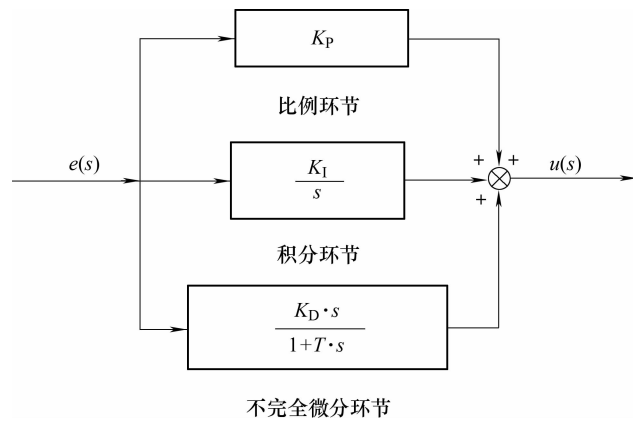 K_P
比例环节
e(s)
K_I
s
+ +
+
u(s)
积分环节
K_D·s
1+T·s
不完全微分环节